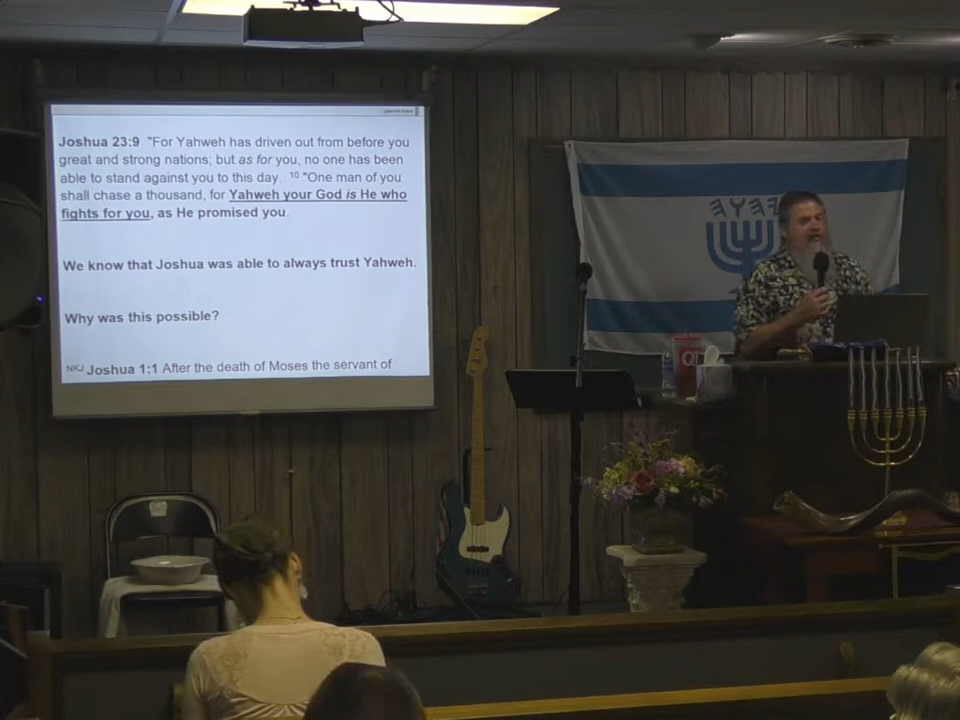 Joshua 23:9 "For Yahweh has driven out from before you
great and strong nations; but as for you, no one has been
able to stand against you to this day. 10 "One man of you
shall chase a thousand, for Yahweh your God is He who
fights for you, as He promised you.
We know that Joshua was able to always trust Yahweh.
Why was this possible?
NKJ Joshua 1:1 After the death of Moses the servant of